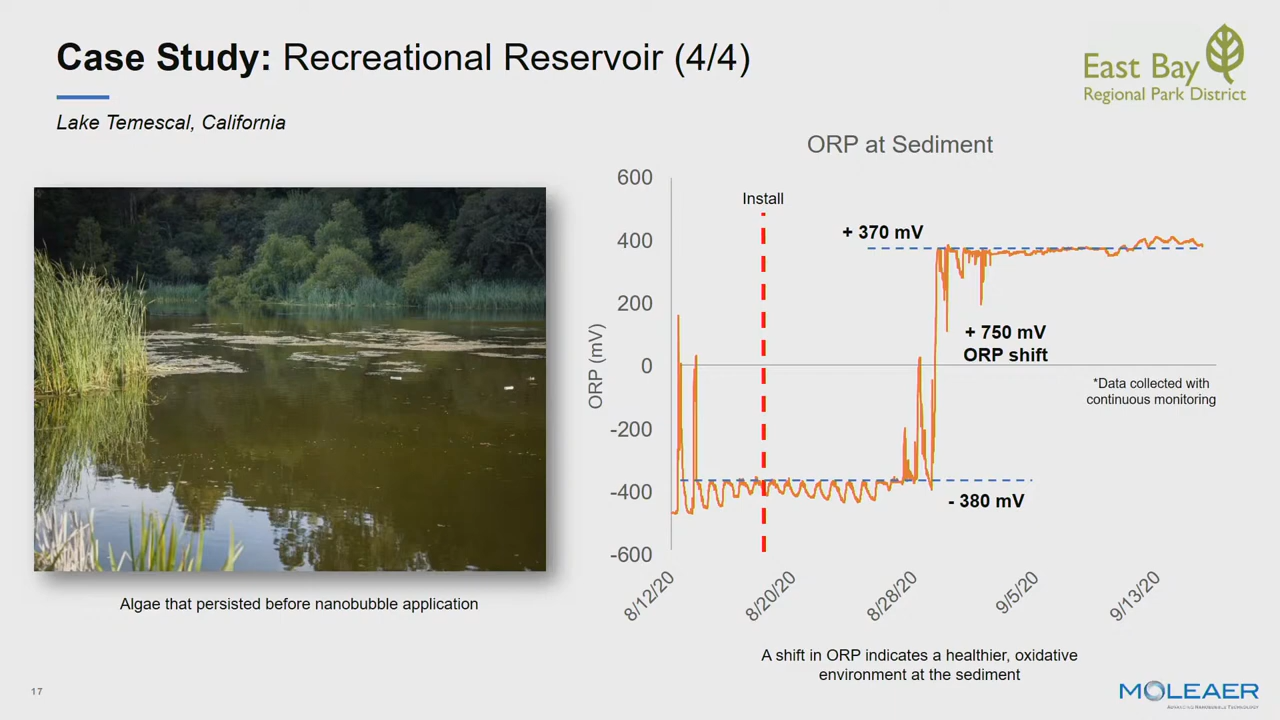 Case Study: Recreational Reservoir (4/4)
East Bay
Regional Park District
Lake Temescal, California
ORP at Sediment
600
400
200
0
-200
-400
-600
ORP (mV)
Install
+ 370 mV
+ 750 mV
ORP shift
*Data collected with
continuous monitoring
- 380 mV
8/12/20
8/20/20
8/28/20
9/5/20
9/13/20
Algae that persisted before nanobubble application
A shift in ORP indicates a healthier, oxidative
environment at the sediment
17
MOLEAER
ADVANCING NANOBUBBLE TECHNOLOGY